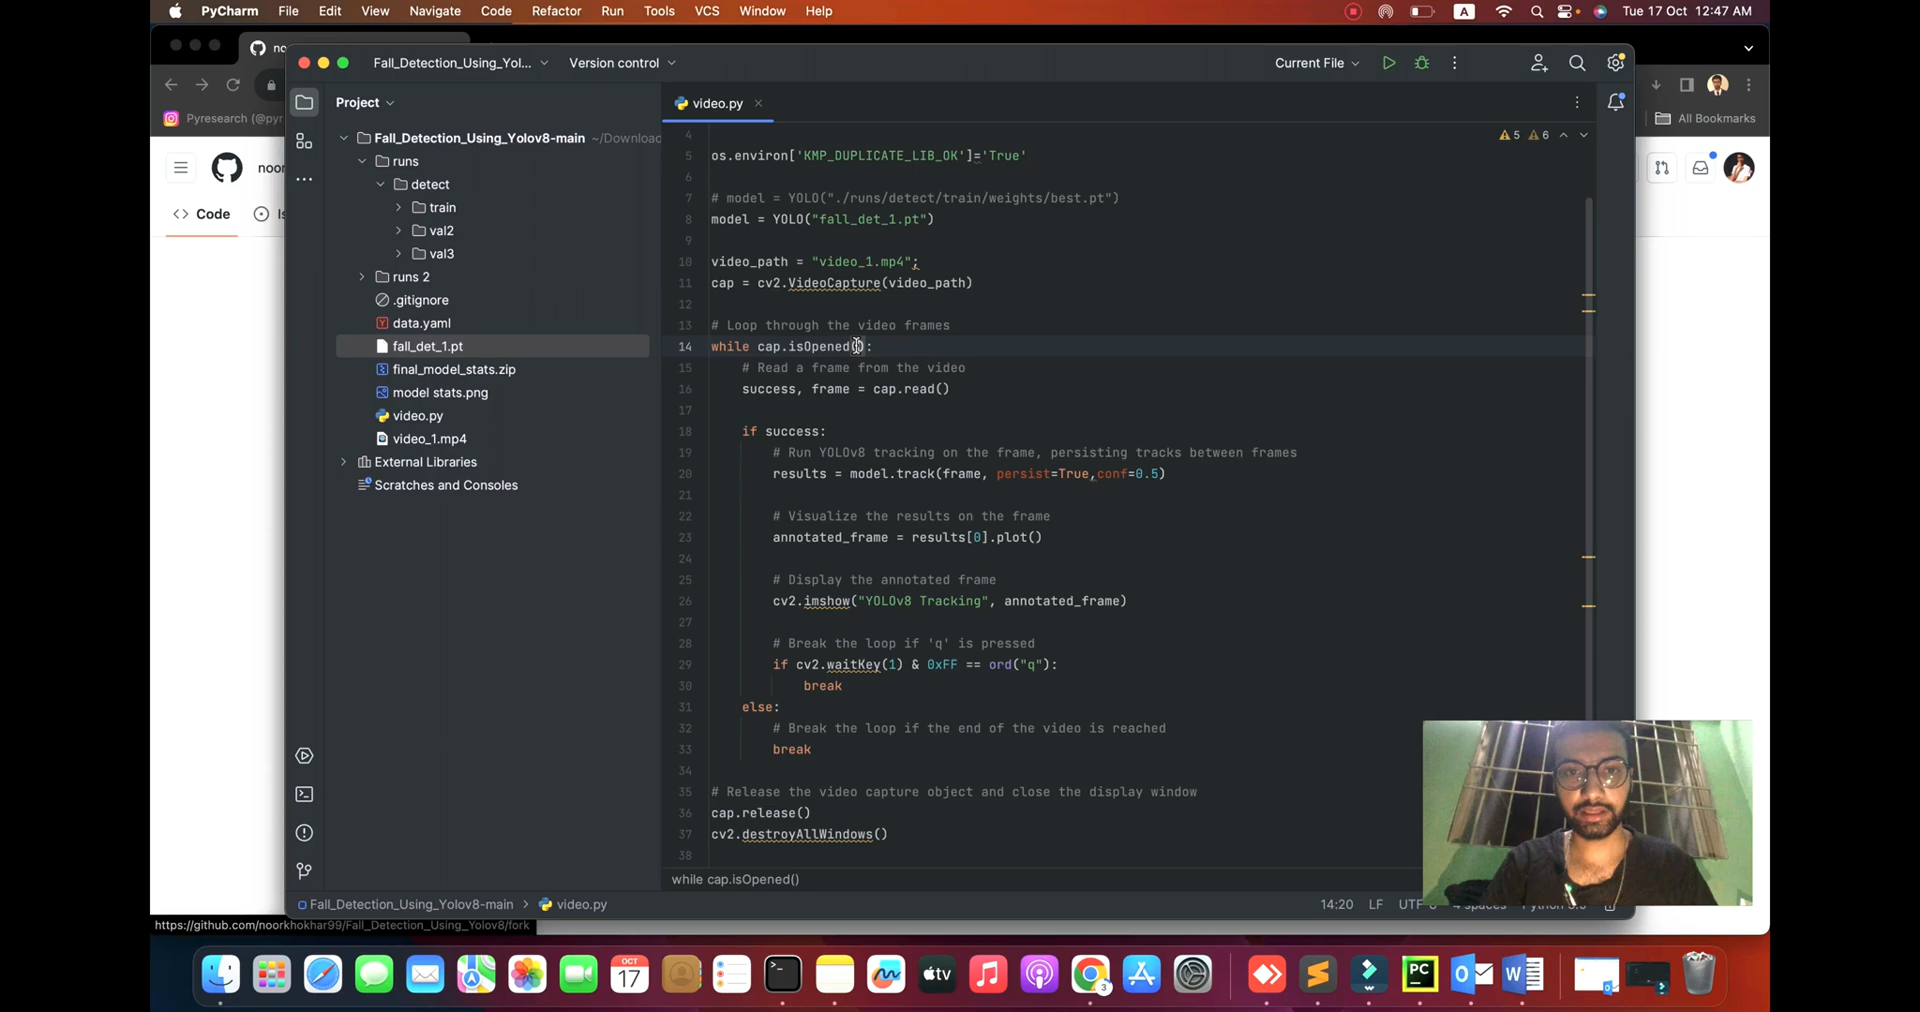 PyCharm File Edit View Navigate Code Refactor Run Tools VCS Window Help
A
Tue 17 Oct 12:47 AM
Fall_Detection_Using_Yol...
Version control
Current File
Pyresearch (@pyr
All Bookmarks
Project
video.py
Fall_Detection_Using_Yolov8-main ~/Download
runs
detect
train
val2
val3
runs 2
.gitignore
data.yaml
fall_det_1.pt
final_model_stats.zip
model stats.png
video.py
video_1.mp4
External Libraries
Scratches and Consoles
Code
5 6
4
5 os.environ['KMP_DUPLICATE_LIB_OK']='True'
6
7 # model = YOLO("./runs/detect/train/weights/best.pt")
8 model = YOLO("fall_det_1.pt")
9
10 video_path = "video_1.mp4";
11 cap = cv2.VideoCapture(video_path)
12
13 # Loop through the video frames
14 while cap.isOpened():
15 # Read a frame from the video
16 success, frame = cap.read()
17
18 if success:
19 # Run YOLOv8 tracking on the frame, persisting tracks between frames
20 results = model.track(frame, persist=True,conf=0.5)
21
22 # Visualize the results on the frame
23 annotated_frame = results[0].plot()
24
25 # Display the annotated frame
26 cv2.imshow("YOLOv8 Tracking", annotated_frame)
27
28 # Break the loop if 'q' is pressed
29 if cv2.waitKey(1) & 0xFF == ord("q"):
30 break
31 else:
32 # Break the loop if the end of the video is reached
33 break
34
35 # Release the video capture object and close the display window
36 cap.release()
37 cv2.destroyAllWindows()
38
while cap.isOpened()
Fall_Detection_Using_Yolov8-main > video.py
14:20 LF
https://github.com/noorkhokhar99/Fall_Detection_Using_Yolov8/fork
OCT
17
tv
3
PC